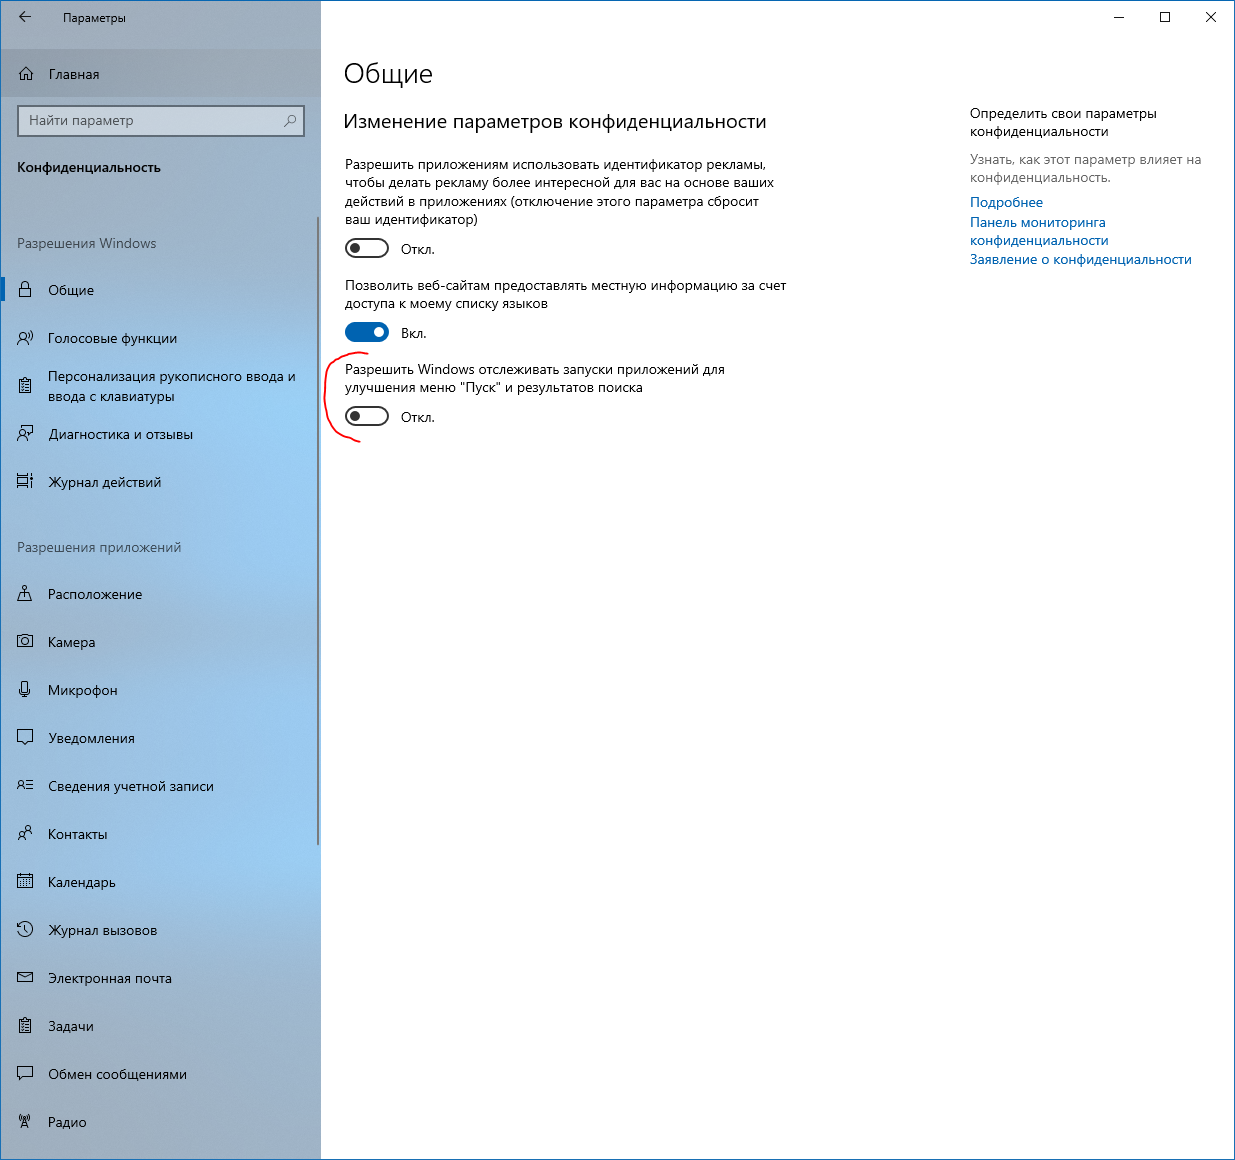 Параметры
Главная
Найти параметр
Конфиденциальность
Разрешения Windows
Общие
Голосовые функции
Персонализация рукописного ввода и
ввода с клавиатуры
Диагностика и отзывы
Журнал действий
Разрешения приложений
Расположение
Камера
Микрофон
Уведомления
Сведения учетной записи
Контакты
Календарь
Журнал вызовов
Электронная почта
Задачи
Обмен сообщениями
Радио
Общие
Изменение параметров конфиденциальности
Разрешить приложениям использовать идентификатор рекламы,
чтобы делать рекламу более интересной для вас на основе ваших
действий в приложениях (отключение этого параметра сбросит
ваш идентификатор)
Откл.
Позволить веб-сайтам предоставлять местную информацию за счет
доступа к моему списку языков
Вкл.
Разрешить Windows отслеживать запуски приложений для
улучшения меню "Пуск" и результатов поиска
Откл.
Определить свои параметры
конфиденциальности
Узнать, как этот параметр влияет на
конфиденциальность.
Подробнее
Панель мониторинга
конфиденциальности
Заявление о конфиденциальности